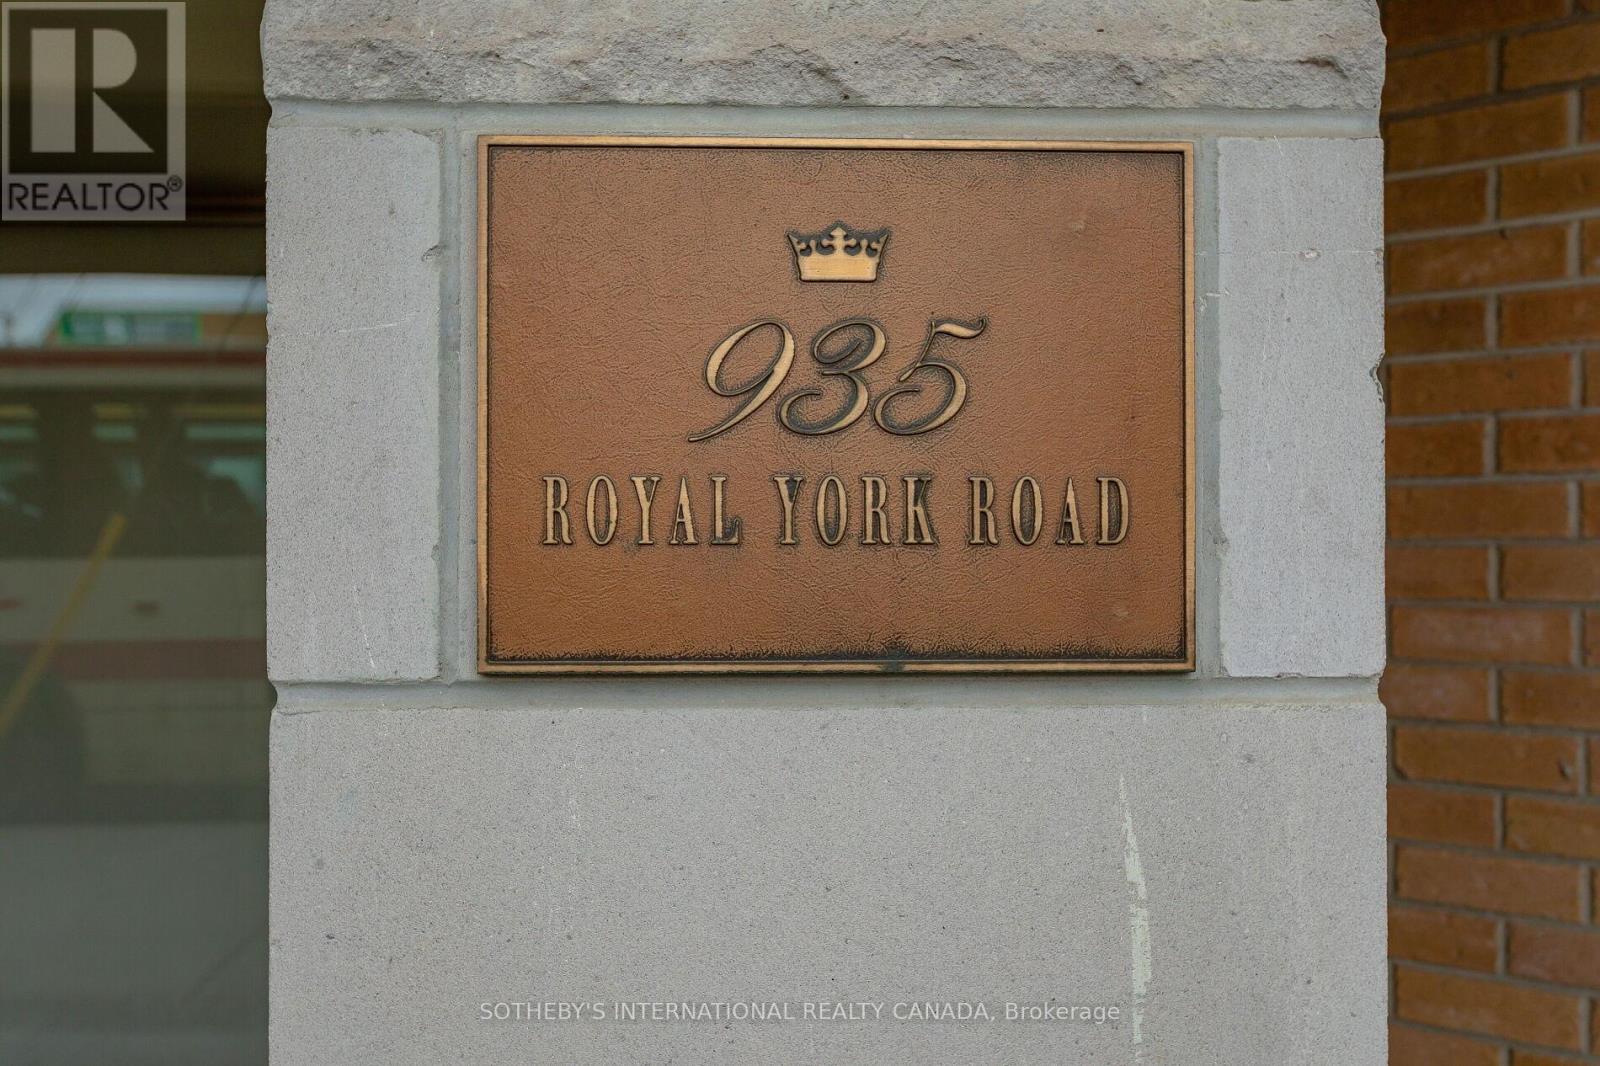 REALTOR®
935
ROYAL YORK ROAD
SOTHEBY'S INTERNATIONAL REALTY CANADA, Brokerage